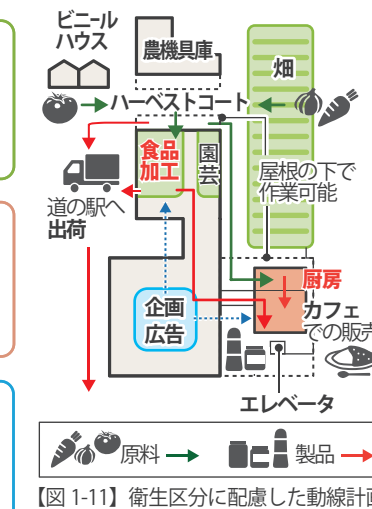 ビニール
ハウス
農機具庫
畑
ハーベストコート
食品
加工
園芸
屋根の下で
作業可能
道の駅へ
出荷
厨房
企画
広告
カフェ
での販売
エレベータ
原料
製品
【図 1-11】衛生区分に配慮した動線計画